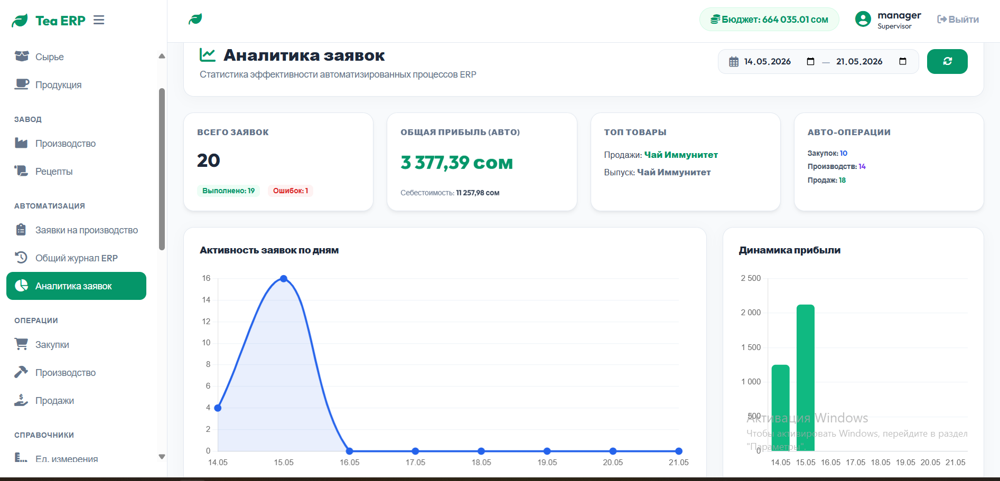 Tea ERP
Сырье
Продукция
ЗАВОД
Производство
Рецепты
АВТОМАТИЗАЦИЯ
Заявки на производство
Общий журнал ERP
Аналитика заявок
ОПЕРАЦИИ
Закупки
Производство
Продажи
СПРАВОЧНИКИ
Ед. измерения
Бюджет: 664 035.01 сом
manager
Supervisor
Выйти
Аналитика заявок
Статистика эффективности автоматизированных процессов ERP
14.05.2026 — 21.05.2026
ВСЕГО ЗАЯВОК
20
Выполнено: 19 Ошибок: 1
ОБЩАЯ ПРИБЫЛЬ (АВТО)
3 377,39 сом
Себестоимость: 11 257,98 сом
ТОП ТОВАРЫ
Продажи: Чай Иммунитет
Выпуск: Чай Иммунитет
АВТО-ОПЕРАЦИИ
Закупок: 10
Производств: 14
Продаж: 18
Активность заявок по дням
16
14
12
10
8
6
4
2
0
14.05 15.05 16.05 17.05 18.05 19.05 20.05 21.05
Динамика прибыли
2 500
2 000
1 500
1 000
500
0
14.05 15.05 16.05 17.05 18.05 19.05 20.05 21.05
Активация Windows
Чтобы активировать Windows, перейдите в раздел
"Параметры".